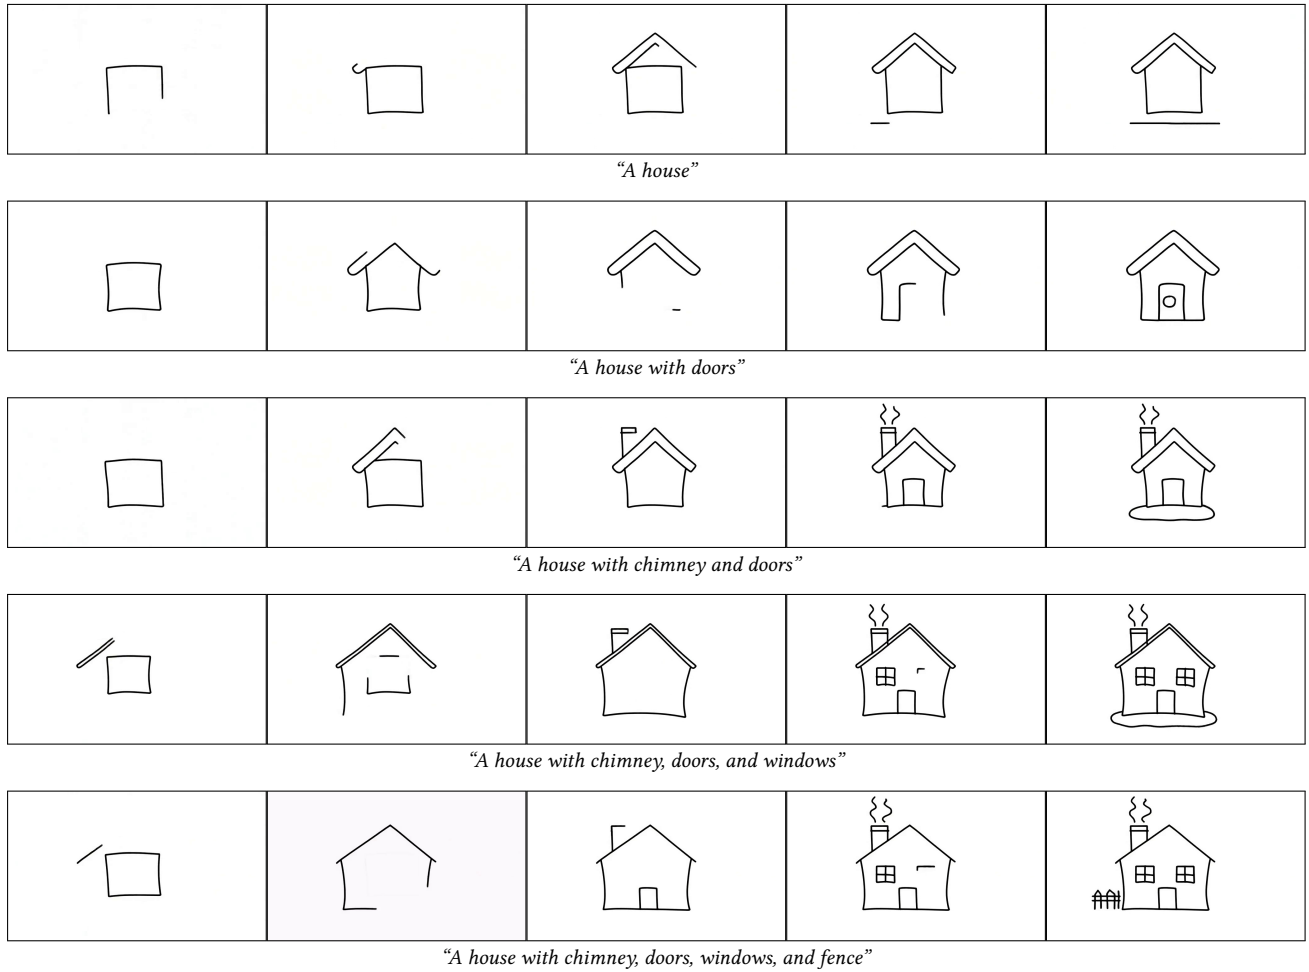 “A house”
“A house with doors”
“A house with chimney and doors”
“A house with chimney, doors, and windows”
“A house with chimney, doors, windows, and fence”